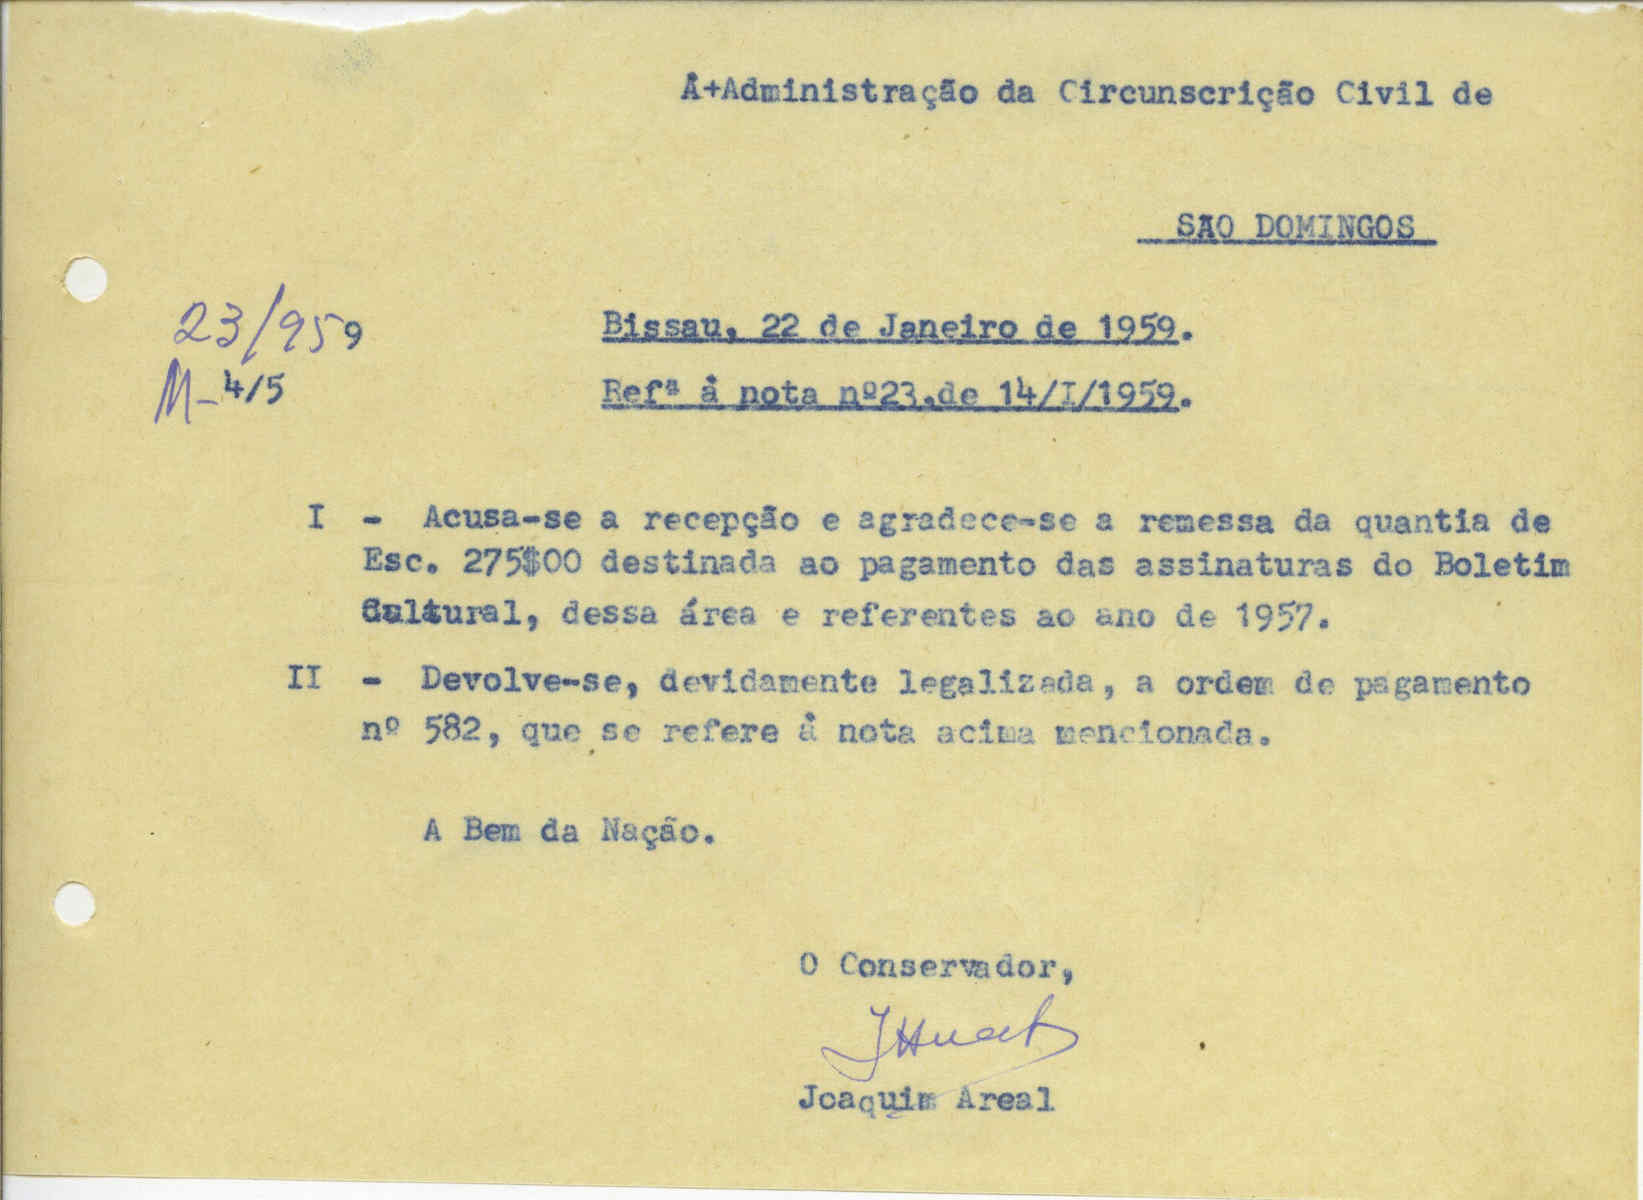 À+Administração da Circunscrição Civil de
SÃO DOMINGOS
23/959
M-4/5
Bissau, 22 de Janeiro de 1959.
Refª à nota nº23,de 14/I/1959.
I - Acusa-se a recepção e agradece-se a remessa da quantia de
Esc. 275$00 destinada ao pagamento das assinaturas do Boletim
Cultural, dessa área e referentes ao ano de 1957.
II - Devolve-se, devidamente legalizada, a ordem de pagamento
nº 582, que se refere à nota acima mencionada.
A Bem da Nação.
O Conservador,
Joaquim Areal